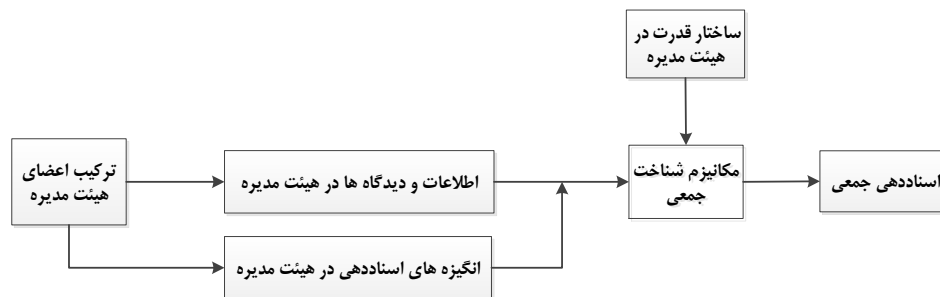 ساختار قدرت در
هیئت مدیره
ترکیب اعضای
هیئت مدیره
اطلاعات و دیدگاه ها در هیئت مدیره
مکانیزم شناخت
جمعی
اسناددهی جمعی
انگیزه های اسناددهی در هیئت مدیره